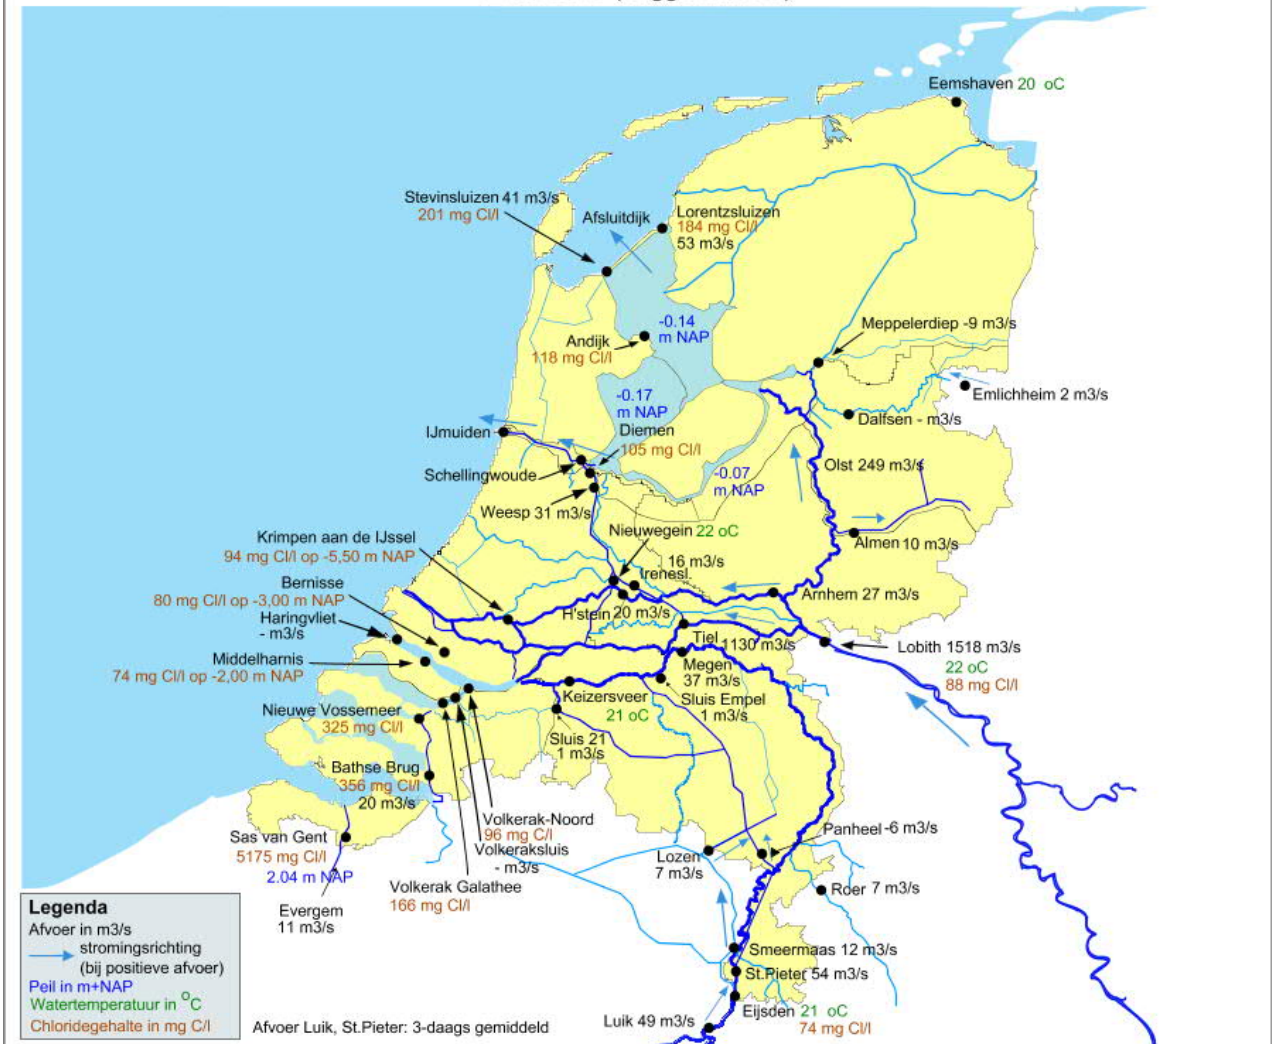 Eemshaven 20 oC
Stevinsluizen 41 m3/s
201 mg Cl/l
Afsluitdijk
Lorentzsluizen
184 mg Cl/l
53 m3/s
-0.14
m NAP
Andijk
118 mg Cl/l
Meppelerdiep -9 m3/s
Emlichheim 2 m3/s
-0.17
m NAP
Dalfsen - m3/s
IJmuiden
Diemen
105 mg Cl/l
Schellingwoude
Olst 249 m3/s
-0.07
m NAP
Weesp 31 m3/s
Nieuwegein 22 oC
Almen 10 m3/s
Krimpen aan de IJssel
94 mg Cl/l op -5,50 m NAP
16 m3/s
Irenesl.
Bernisse
80 mg Cl/l op -3,00 m NAP
Arnhem 27 m3/s
H'stein 20 m3/s
Haringvliet
- m3/s
Tiel 1130 m3/s
Lobith 1518 m3/s
22 oC
88 mg Cl/l
Middelharnis
74 mg Cl/l op -2,00 m NAP
Megen
37 m3/s
Keizersveer
21 oC
Sluis Empel
1 m3/s
Nieuwe Vossemeer
325 mg Cl/l
Sluis 21
1 m3/s
Bathse Brug
356 mg Cl/l
20 m3/s
Volkerak-Noord
96 mg C/l
Volkeraksluis
- m3/s
Panheel -6 m3/s
Sas van Gent
5175 mg Cl/l
2.04 m NAP
Lozen
7 m3/s
Volkerak Galathee
166 mg Cl/l
Roer 7 m3/s
Evergem
11 m3/s
Smeermaas 12 m3/s
St.Pieter 54 m3/s
Eijsden 21 oC
74 mg Cl/l
Luik 49 m3/s
Legenda
Afvoer in m3/s
stromingsrichting
(bij positieve afvoer)
Peil in m+NAP
Watertemperatuur in oC
Chloridegehalte in mg C/l
Afvoer Luik, St.Pieter: 3-daags gemiddeld